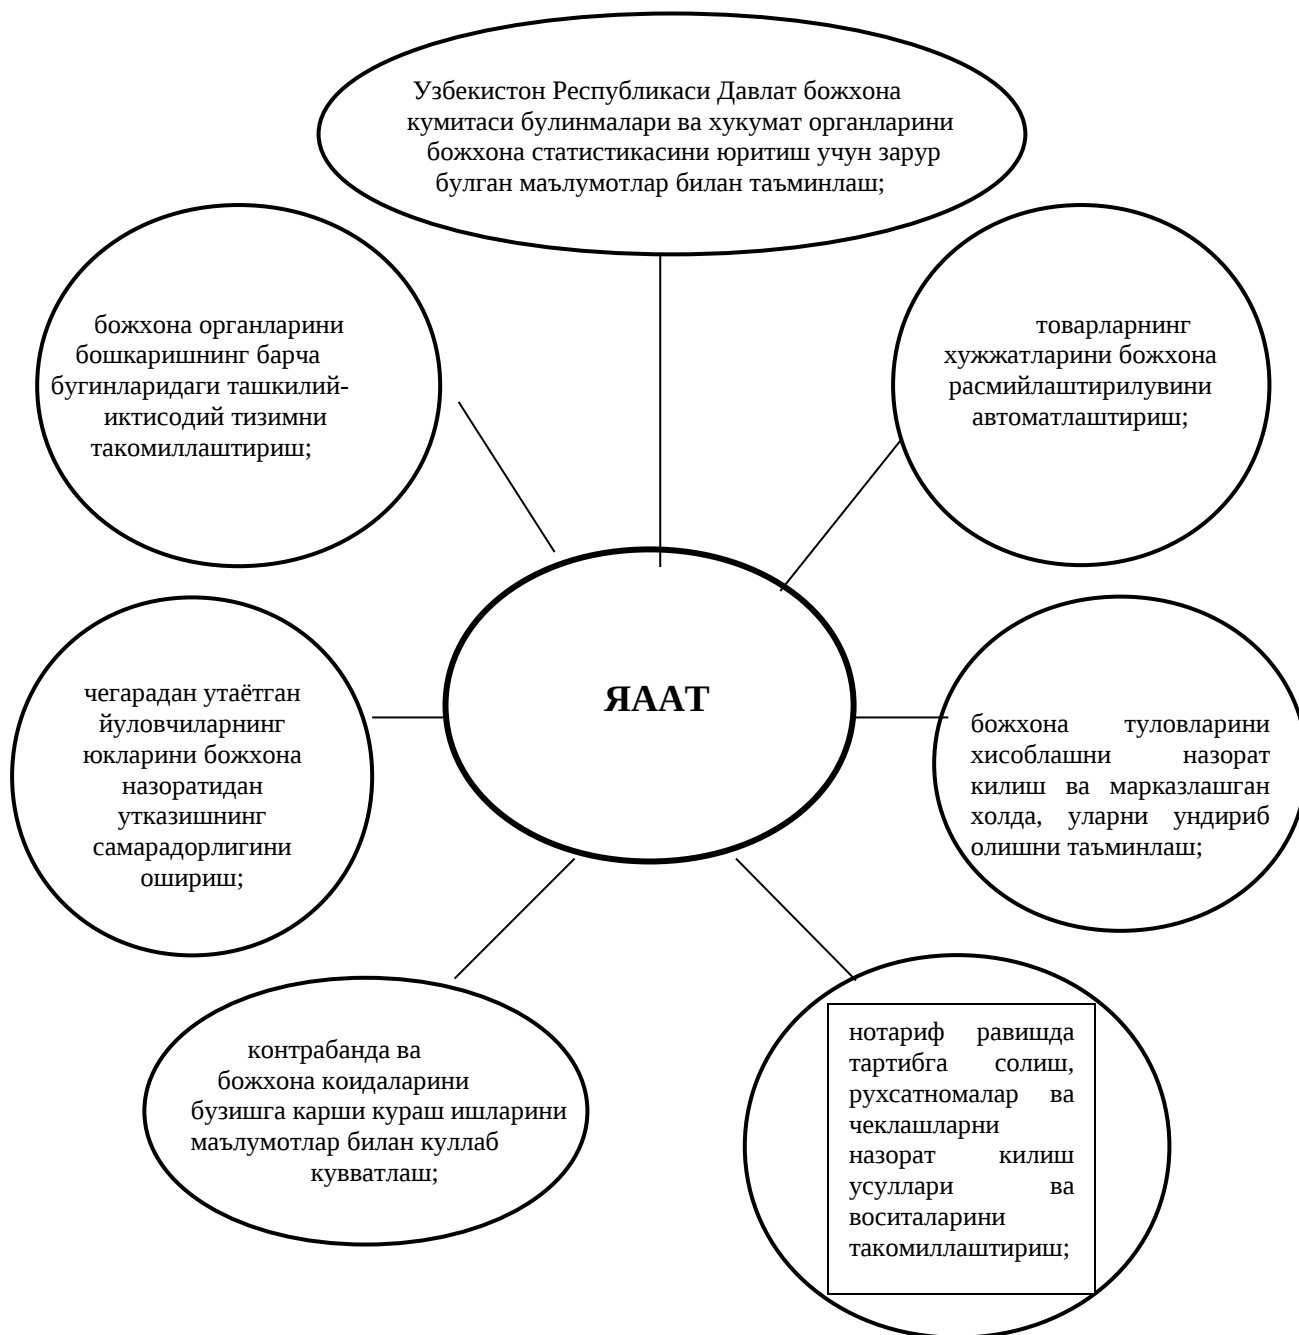 Узбекистон Республикаси Давлат божхона
кумитаси булинмалари ва хукумат органларини
божхона статистикасини юритиш учун зарур
булган маълумотлар билан таъминлаш;
божхона органларини
бошкаришнинг барча
бугинларидаги ташкилий-
иктисодий тизимни
такомиллаштириш;
товарларнинг
хужжатларини божхона
расмийлаштирилувини
автоматлаштириш;
ЯААТ
чегарадан утаётган
йуловчиларнинг
юкларини божхона
назоратидан
утказишнинг
самарадорлигини
ошириш;
божхона туловларини
хисоблашни назорат
килиш ва марказлашган
холда, уларни ундириб
олишни таъминлаш;
контрабанда ва
божхона коидаларини
бузишга карши кураш ишларини
маълумотлар билан куллаб
кувватлаш;
нотариф равишда
тартибга солиш,
рухсатномалар ва
чеклашларни
назорат килиш
усуллари ва
воситаларини
такомиллаштириш;